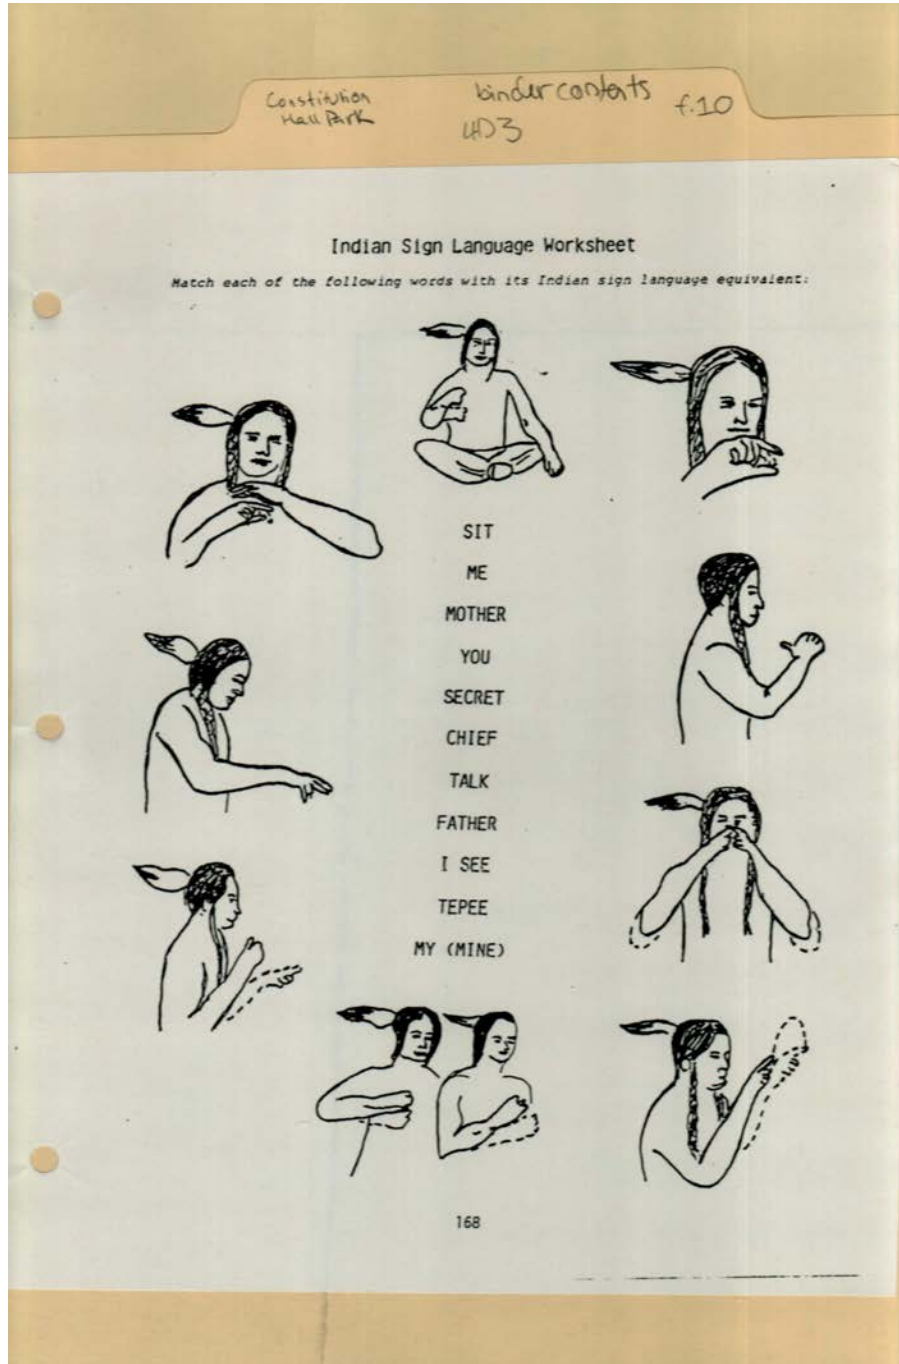 Constitution
Hall Park
binder contents
4D3
f.10
Indian Sign Language Worksheet
Match each of the following words with its Indian sign language equivalent:
SIT
ME
MOTHER
YOU
SECRET
CHIEF
TALK
FATHER
I SEE
TEPEE
MY (MINE)
168